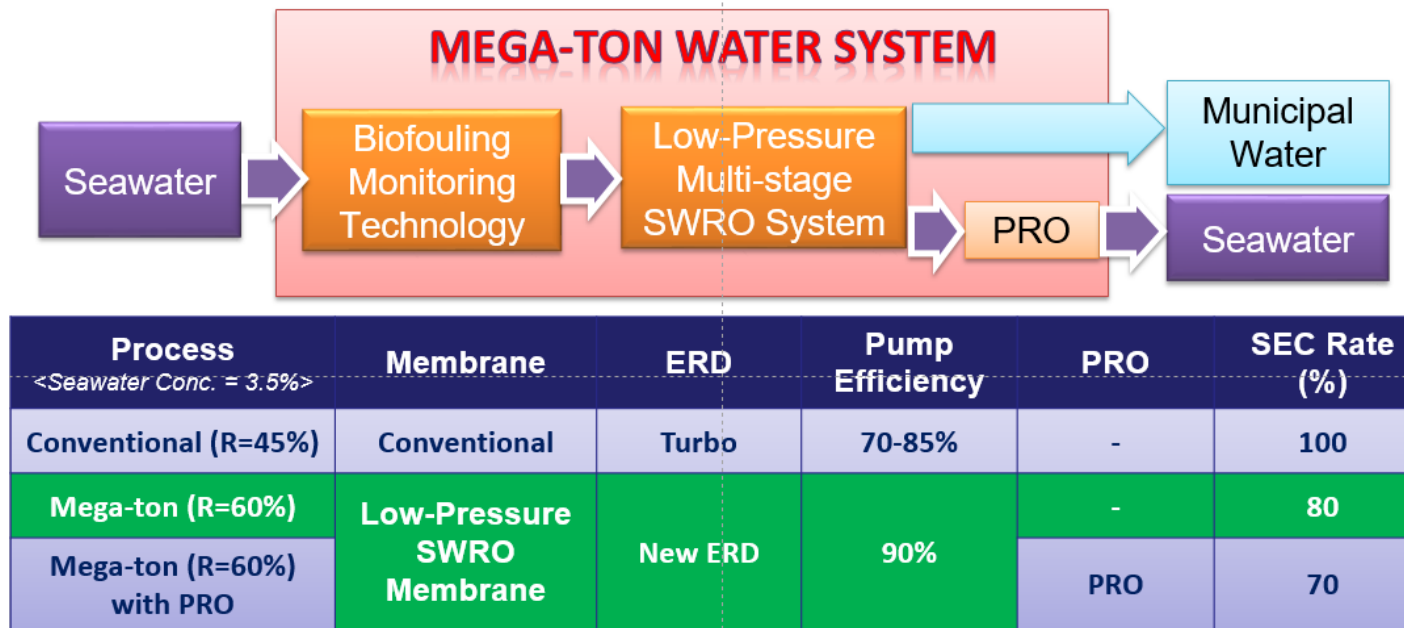 MEGA-TON WATER SYSTEM
Seawater
Biofouling
Monitoring
Technology
Low-Pressure
Multi-stage
SWRO System
Municipal
Water
PRO
Seawater
Process
<Seawater Conc. = 3.5%>
Membrane
ERD
Pump
Efficiency
PRO
SEC Rate
(%)
Conventional (R=45%)
Conventional
Turbo
70-85%
-
100
Mega-ton (R=60%)
Low-Pressure
SWRO
Membrane
New ERD
90%
-
80
Mega-ton (R=60%)
with PRO
PRO
70